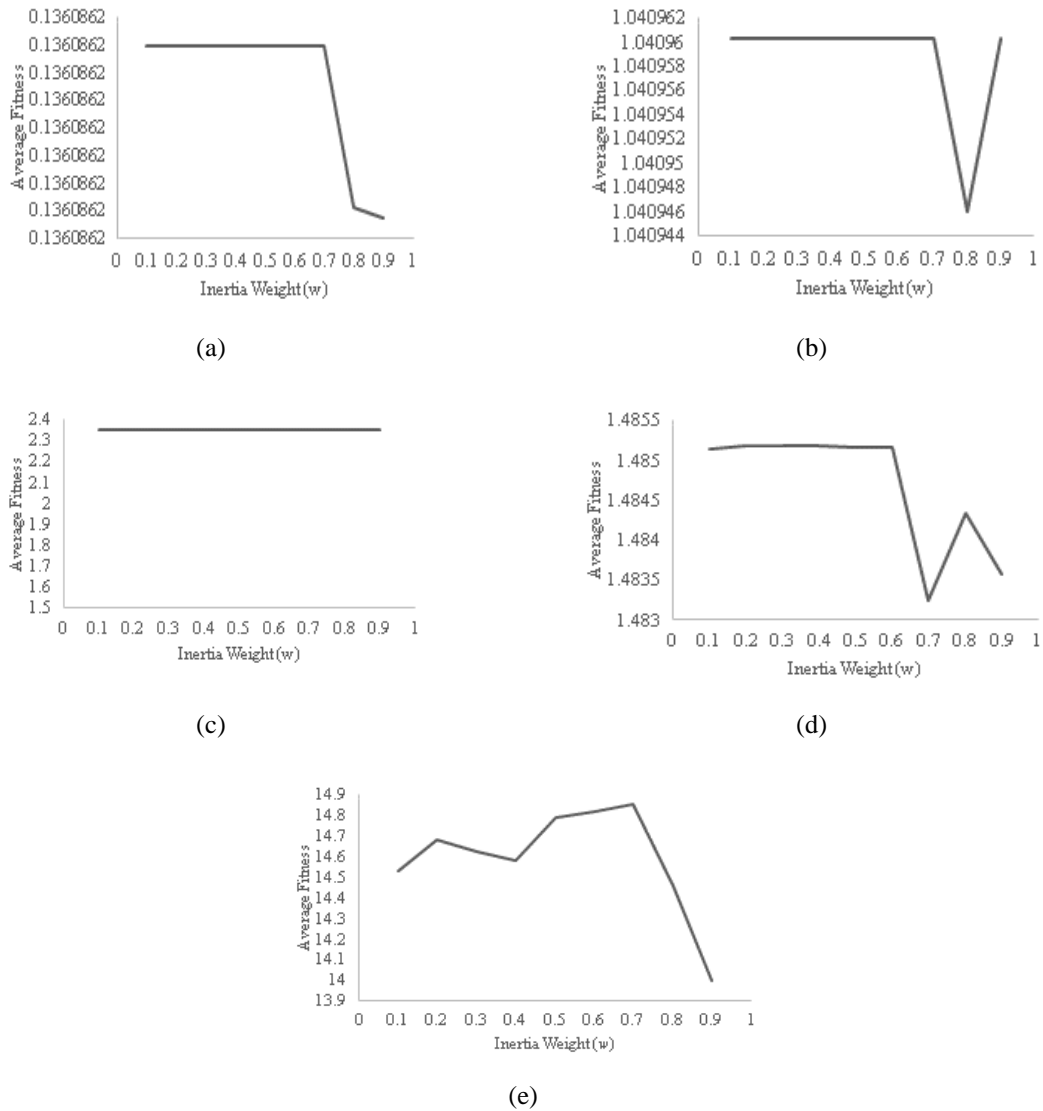 0.1360862
0.1360862
0.1360862
0.1360862
0.1360862
0.1360862
0.1360862
0.1360862
0.1360862
Average Fitness
0 0.1 0.2 0.3 0.4 0.5 0.6 0.7 0.8 0.9 1
Inertia Weight (w)
(a)
1.040962
1.04096
1.040958
1.040956
1.040954
1.040952
1.04095
1.040948
1.040946
1.040944
Average Fitness
0 0.1 0.2 0.3 0.4 0.5 0.6 0.7 0.8 0.9 1
Inertia Weight (w)
(b)
2.4
2.3
2.2
2.1
2
1.9
1.8
1.7
1.6
1.5
Average Fitness
0 0.1 0.2 0.3 0.4 0.5 0.6 0.7 0.8 0.9 1
Inertia Weight (w)
(c)
1.4855
1.485
1.4845
1.484
1.4835
1.483
Average Fitness
0 0.1 0.2 0.3 0.4 0.5 0.6 0.7 0.8 0.9 1
Inertia Weight (w)
(d)
14.9
14.8
14.7
14.6
14.5
14.4
14.3
14.2
14.1
14
13.9
Average Fitness
0 0.1 0.2 0.3 0.4 0.5 0.6 0.7 0.8 0.9 1
Inertia Weight (w)
(e)